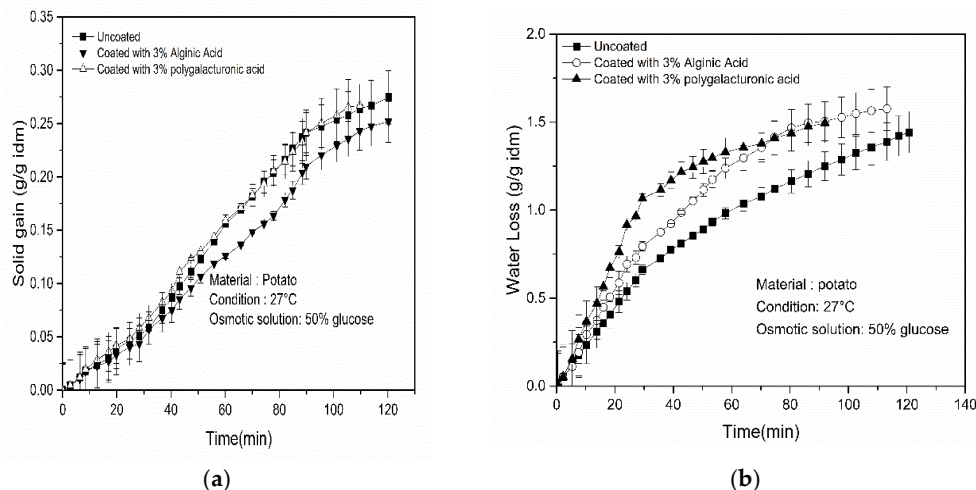 0.35
0.30
0.25
0.20
0.15
0.10
0.05
0.00
Solid gain (g/g idm)
Uncoated
Coated with 3% Alginic Acid
Coated with 3% polygalacturonic acid
Material : Potato
Condition : 27°C
Osmotic solution: 50% glucose
0 20 40 60 80 100 120 140
Time(min)
(a)
2.0
1.5
1.0
0.5
0.0
Water Loss (g/g idm)
Uncoated
Coated with 3% Alginic Acid
Coated with 3% polygalacturonic acid
Material : potato
Condition : 27°C
Osmotic solution: 50% glucose
0 20 40 60 80 100 120 140
Time(min)
(b)